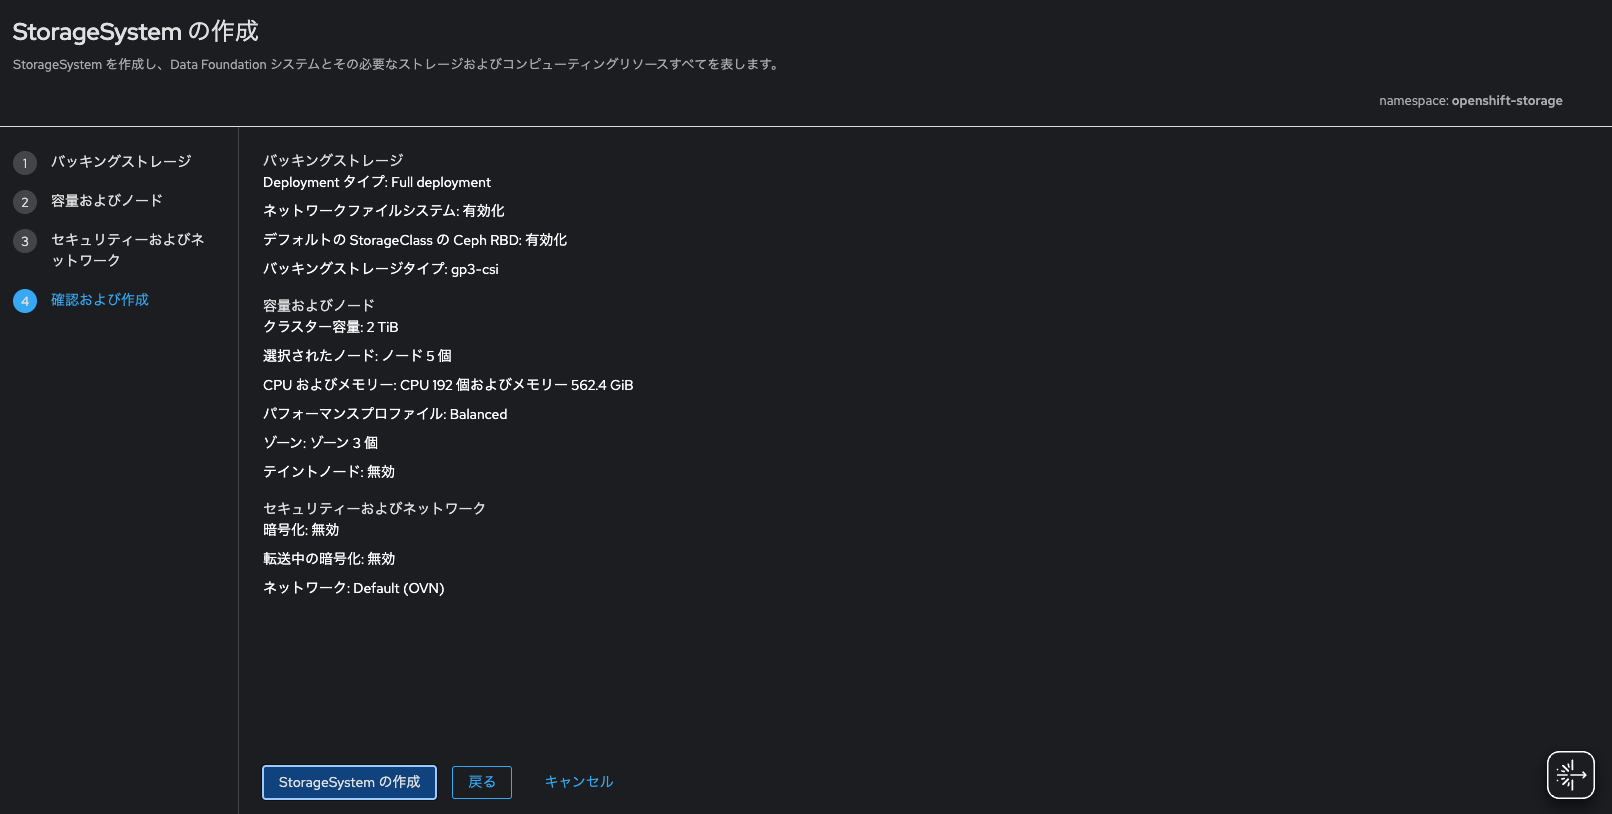 StorageSystem の作成
StorageSystem を作成し、Data Foundation システムとその必要なストレージおよびコンピューティングリソースすべてを表します。
namespace: openshift-storage
1 バッキングストレージ
2 容量およびノード
3 セキュリティーおよびネ
ットワーク
4 確認および作成
バッキングストレージ
Deployment タイプ: Full deployment
ネットワークファイルシステム: 有効化
デフォルトの StorageClass の Ceph RBD: 有効化
バッキングストレージタイプ: gp3-csi
容量およびノード
クラスター容量: 2 TiB
選択されたノード: ノード 5 個
CPU およびメモリー: CPU 192 個およびメモリー 562.4 GiB
パフォーマンスプロファイル: Balanced
ゾーン: ゾーン 3 個
テイントノード: 無効
セキュリティーおよびネットワーク
暗号化: 無効
転送中の暗号化: 無効
ネットワーク: Default (OVN)
StorageSystem の作成 戻る キャンセル